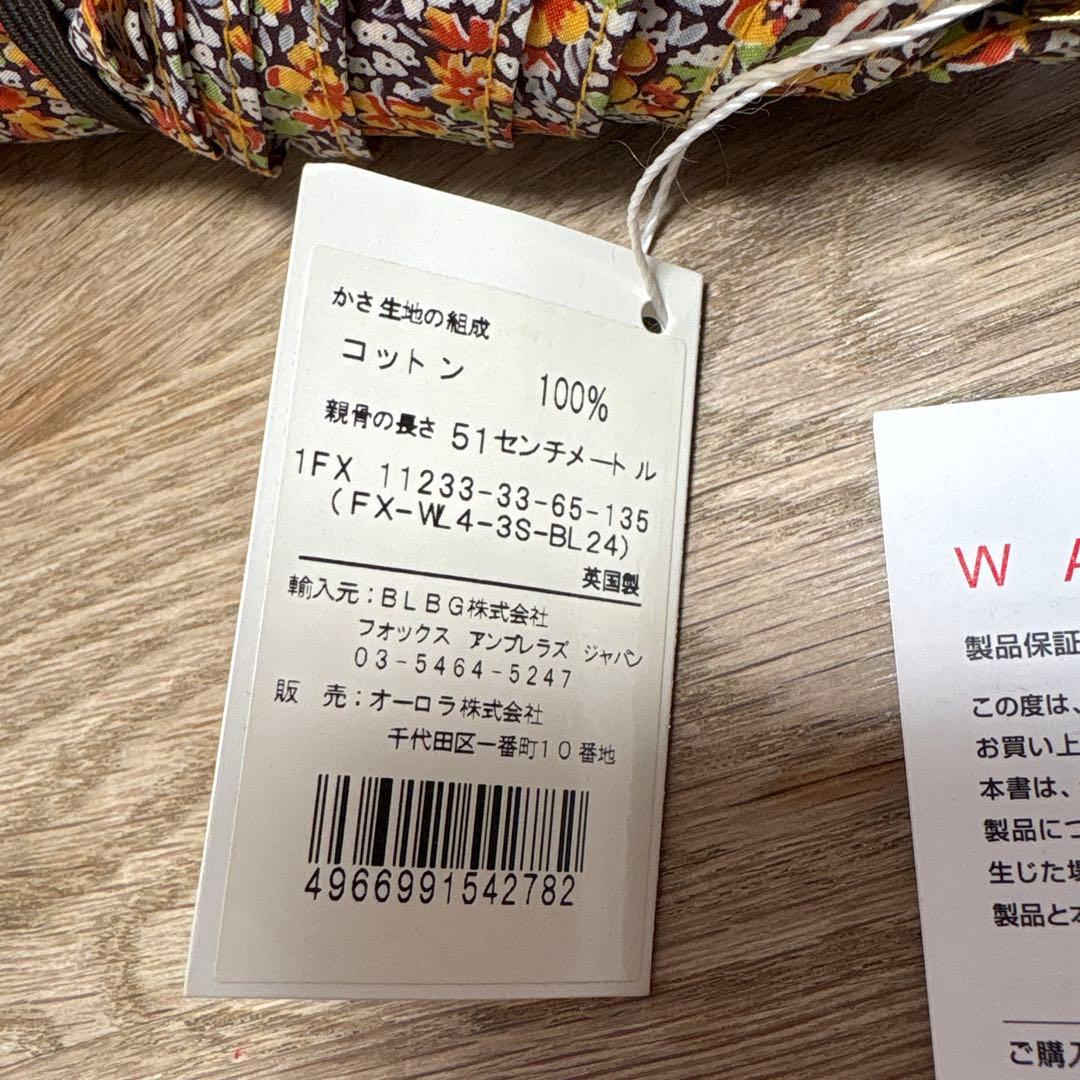 かさ生地の組成
コットン 100%
親骨の長さ 51センチメートル
1FX 11233-33-65-135
(FX-WL4-3S-BL24)
英国製
輸入元:BLBG株式会社
フオックス アンブレラズ ジャパン
03-5464-5247
販 売:オーロラ株式会社
千代田区一番町10番地
4966991542782
W
製品保証
この度は、
お買い上
本書は、
製品につ
生じた場
製品と本
ご購入